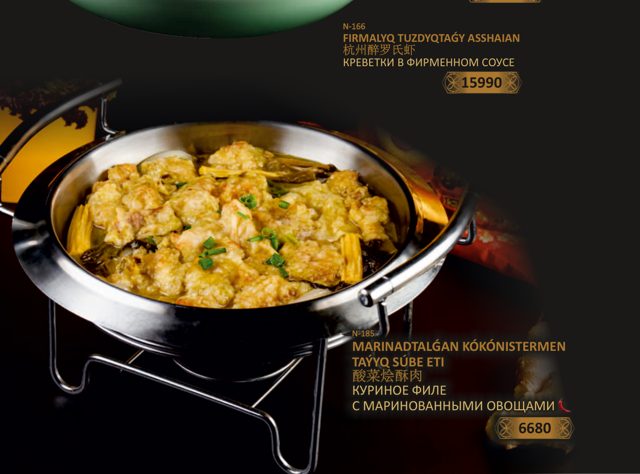 N-166
FIRMALYQ TUZDYQTAǴY ASSHAIAN
杭州醉罗氏虾
КРЕВЕТКИ В ФИРМЕННОМ СОУСЕ
15990
N-185
MARINADTALǴAN KÓKÓNISTERMEN
TAÝYQ SÚBE ETI
酸菜烩酥肉
КУРИНОЕ ФИЛЕ
С МАРИНОВАННЫМИ ОВОЩАМИ
6680